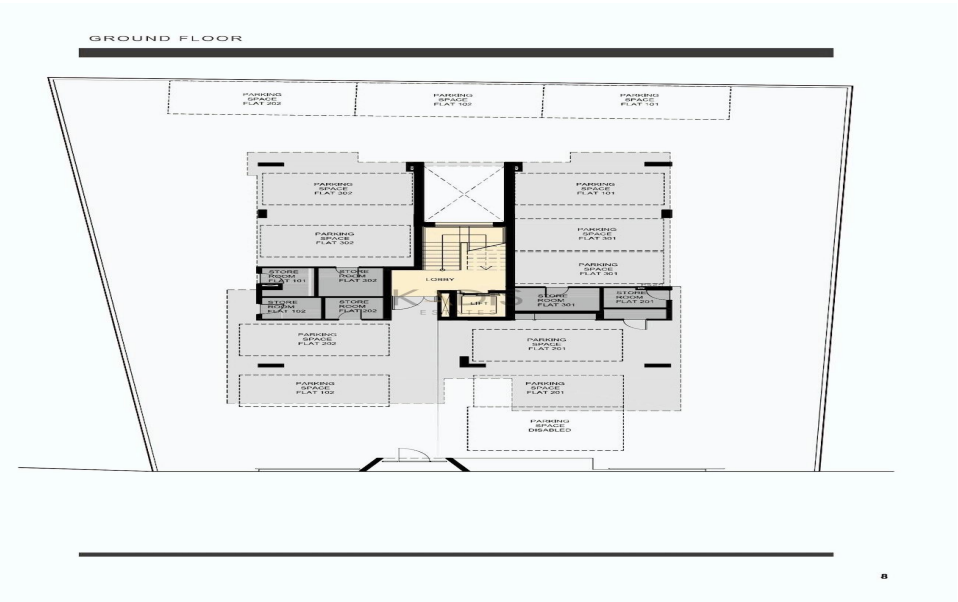 GROUND FLOOR
PARKING
SPACE
FLAT 202
PARKING
SPACE
FLAT 102
PARKING
SPACE
FLAT 101
PARKING
SPACE
FLAT 302
PARKING
SPACE
FLAT 101
PARKING
SPACE
FLAT 302
PARKING
SPACE
FLAT 301
PARKING
SPACE
FLAT 301
STORE
ROOM
FLAT 101
STORE
ROOM
FLAT 302
LOBBY
STORE
ROOM
FLAT 102
STORE
ROOM
FLAT 202
LIFT
STORE
ROOM
FLAT 301
STORE
ROOM
FLAT 201
ESTATES
PARKING
SPACE
FLAT 202
PARKING
SPACE
FLAT 201
PARKING
SPACE
FLAT 102
PARKING
SPACE
FLAT 201
PARKING
SPACE
DISABLED
8